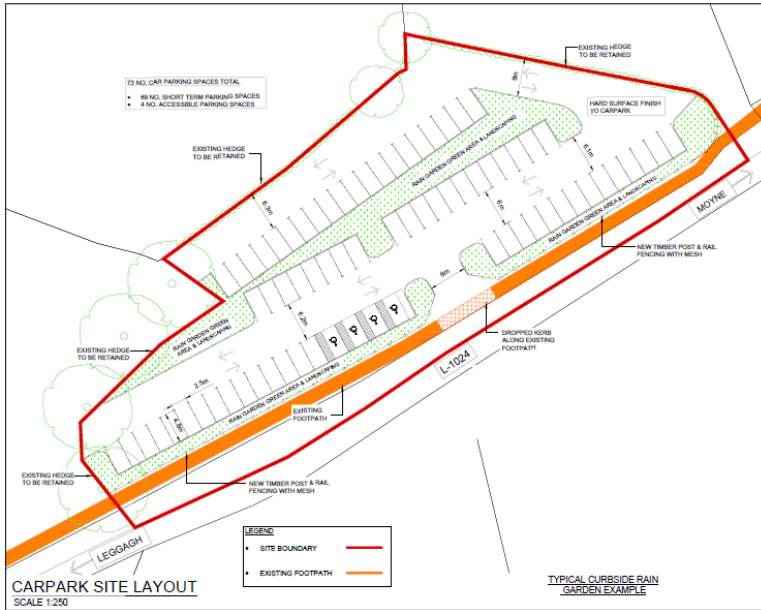 73 NO. CAR PARKING SPACES TOTAL
• 69 NO. SHORT TERM PARKING SPACES
• 4 NO. ACCESSIBLE PARKING SPACES
EXISTING HEDGE
TO BE RETAINED
6m
HARD SURFACE FINISH
TO CARPARK
EXISTING HEDGE
TO BE RETAINED
RAIN GARDEN GREEN AREA & LANDSCAPING
6.1m
6.3m
6m
RAIN GARDEN GREEN AREA & LANDSCAPING
MOYNE
NEW TIMBER POST & RAIL
FENCING WITH MESH
6m
6.2m
DROPPED KERB
ALONG EXISTING
FOOTPATH
RAIN GARDEN GREEN
AREA & LANDSCAPING
EXISTING HEDGE
TO BE RETAINED
L-1024
2.5m
RAIN GARDEN GREEN AREA & LANDSCAPING
4.8m
EXISTING
FOOTPATH
EXISTING HEDGE
TO BE RETAINED
NEW TIMBER POST & RAIL
FENCING WITH MESH
LEGGAGH
LEGEND
• SITE BOUNDARY
• EXISTING FOOTPATH
CARPARK SITE LAYOUT
SCALE 1:250
TYPICAL CURBSIDE RAIN
GARDEN EXAMPLE